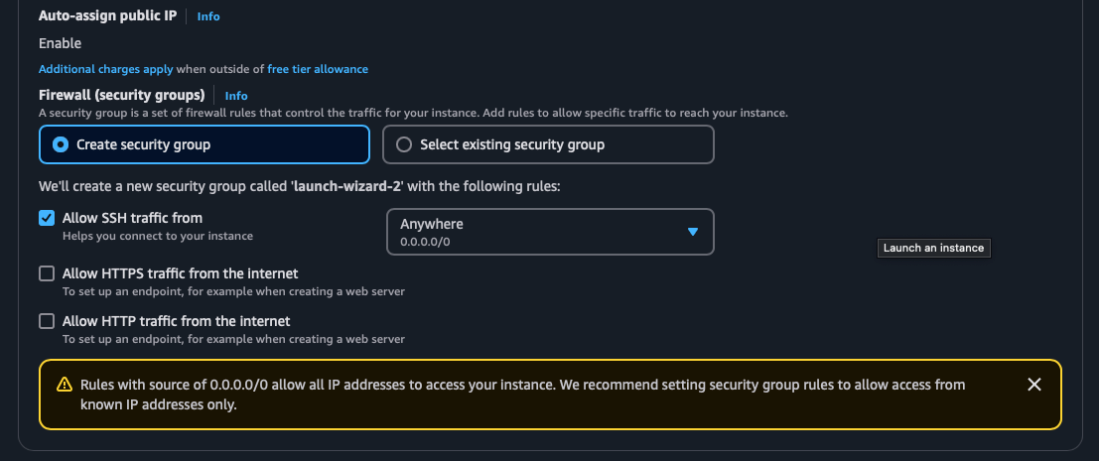 Auto-assign public IP Info
Enable
Additional charges apply when outside of free tier allowance
Firewall (security groups) Info
A security group is a set of firewall rules that control the traffic for your instance. Add rules to allow specific traffic to reach your instance.
Create security group
Select existing security group
We'll create a new security group called 'launch-wizard-2' with the following rules:
Allow SSH traffic from
Helps you connect to your instance
Anywhere
0.0.0.0/0
Launch an instance
Allow HTTPS traffic from the internet
To set up an endpoint, for example when creating a web server
Allow HTTP traffic from the internet
To set up an endpoint, for example when creating a web server
Rules with source of 0.0.0.0/0 allow all IP addresses to access your instance. We recommend setting security group rules to allow access from
known IP addresses only.